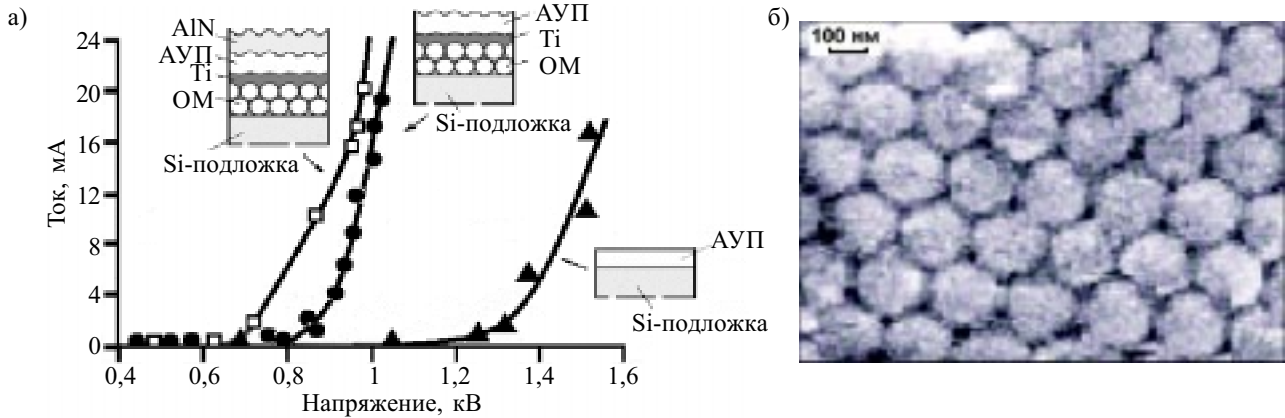 а)
AlN
АУП
Ti
ОМ
Si-подложка
АУП
Ti
ОМ
Si-подложка
АУП
Si-подложка
Ток, мА
24
20
16
12
8
4
0
0,4
0,6
0,8
1
1,2
1,4
1,6
Напряжение, кВ
б)
100 нм